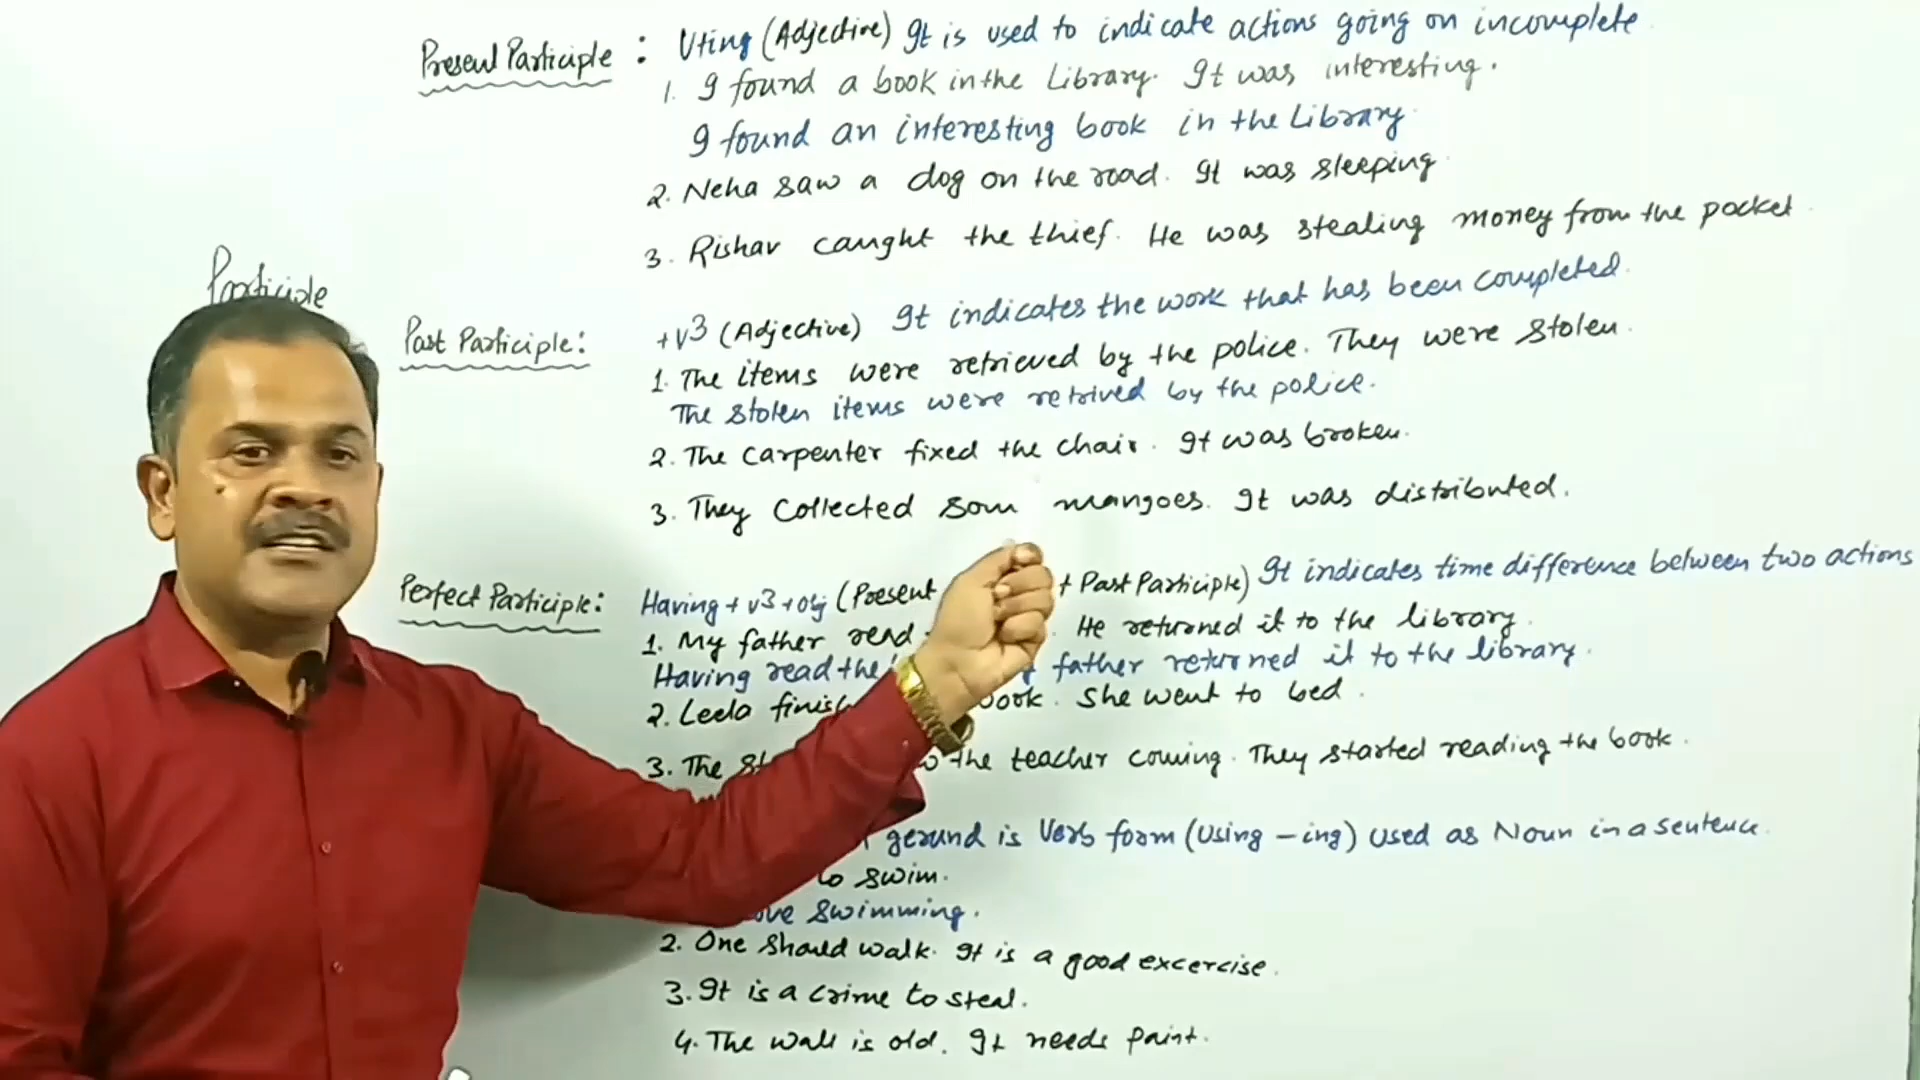 Present Participle : V+ing (Adjective) It is used to indicate actions going on incomplete
1. I found a book in the Library. It was interesting.
I found an interesting book in the Library
2. Neha saw a dog on the road. It was sleeping
3. Rishav caught the thief. He was stealing money from the pocket.
Participle
Past Participle: +V3 (Adjective) It indicates the work that has been completed.
1. The items were retrieved by the police. They were stolen.
The stolen items were retrived by the police.
2. The carpenter fixed the chair. It was broken.
3. They Collected som mangoes. It was distributed.
Perfect Participle: Having + V3 + obj (Present + Past Participle) It indicates time difference between two actions
1. My father read He returned it to the library.
Having read the father returned it to the library.
2. Leela book. She went to bed.
3. The the teacher coming. They started reading the book.
gerund is Verb form (Using -ing) used as Noun in a sentence.
to swim.
Swimming.
2. One should walk. It is a good excercise.
3. It is a crime to steal.
4. The wall is old. It needs paint.